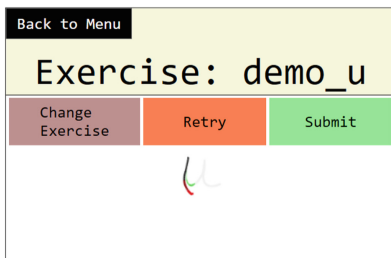 Back to Menu
Exercise: demo_u
Change
Exercise
Retry
Submit
u